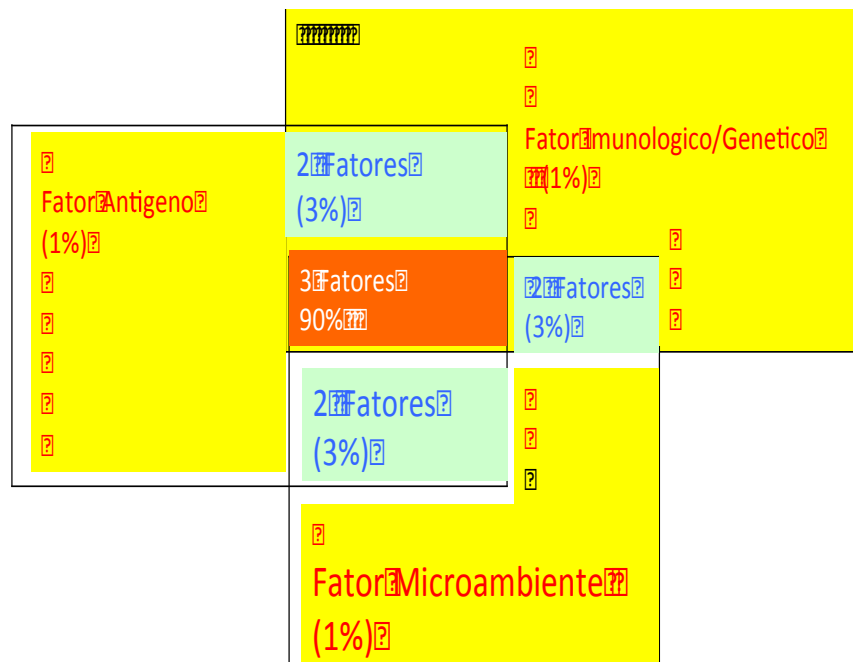 Fator Imunologico/Genetico
(1%)
Fator Antigeno
(1%)
2 Fatores
(3%)
3 Fatores
90%
2 Fatores
(3%)
2 Fatores
(3%)
Fator Microambiente
(1%)